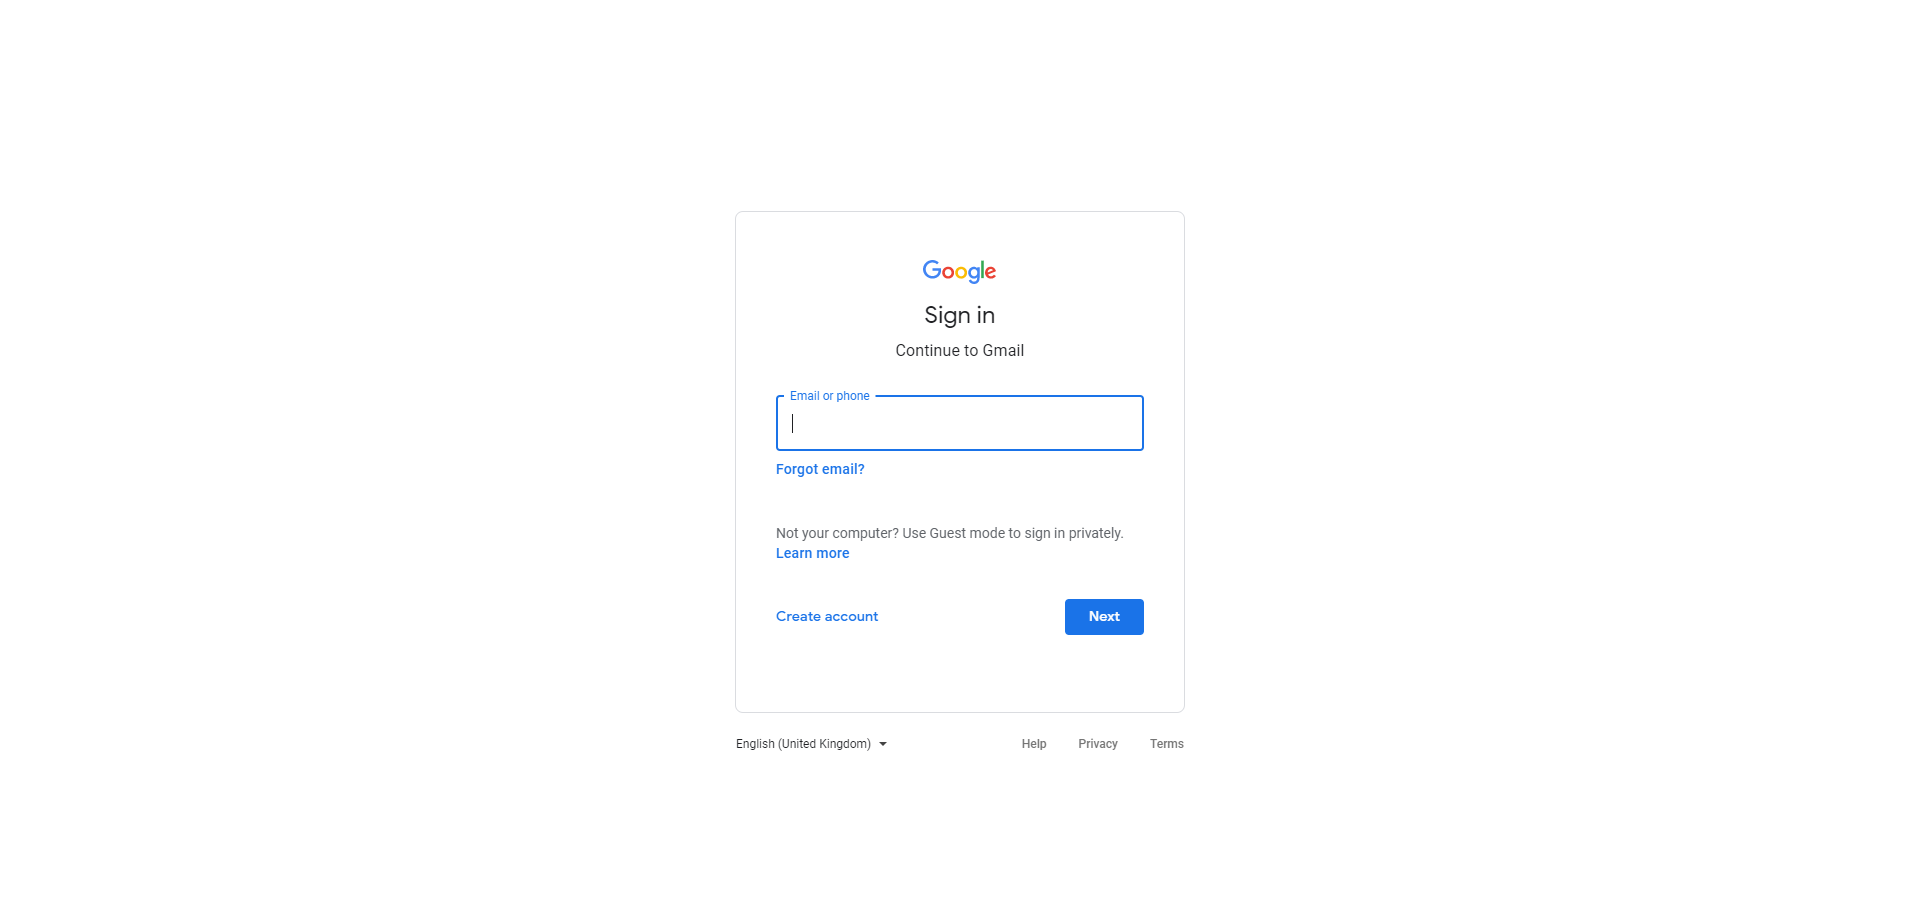 Google
Sign in
Continue to Gmail
Email or phone
Forgot email?
Not your computer? Use Guest mode to sign in privately.
Learn more
Create account
Next
English (United Kingdom)
Help
Privacy
Terms